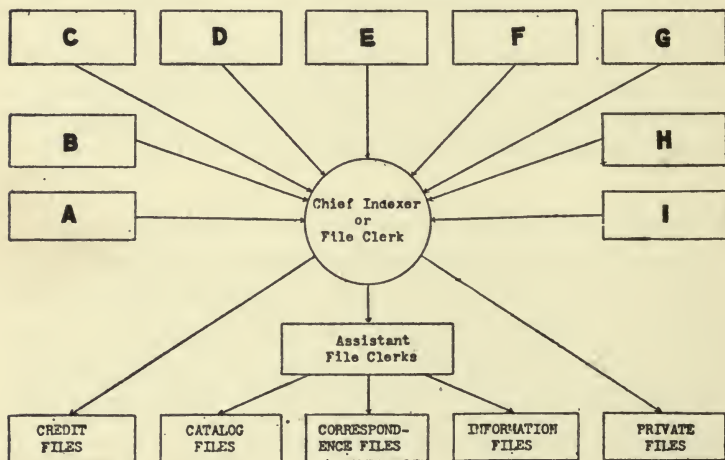 C
D
E
F
G
B
H
A
I
Chief Indexer
or
File Clerk
Assistant
File Clerks
CREDIT
FILES
CATALOG
FILES
CORRESPOND-
ENCE FILES
INFORMATION
FILES
PRIVATE
FILES